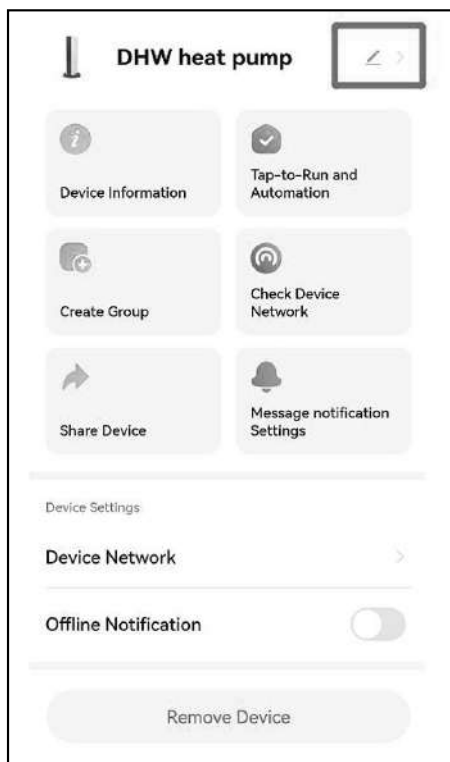 DHW heat pump
Device Information
Tap-to-Run and
Automation
Create Group
Check Device
Network
Share Device
Message notification
Settings
Device Settings
Device Network
Offline Notification
Remove Device